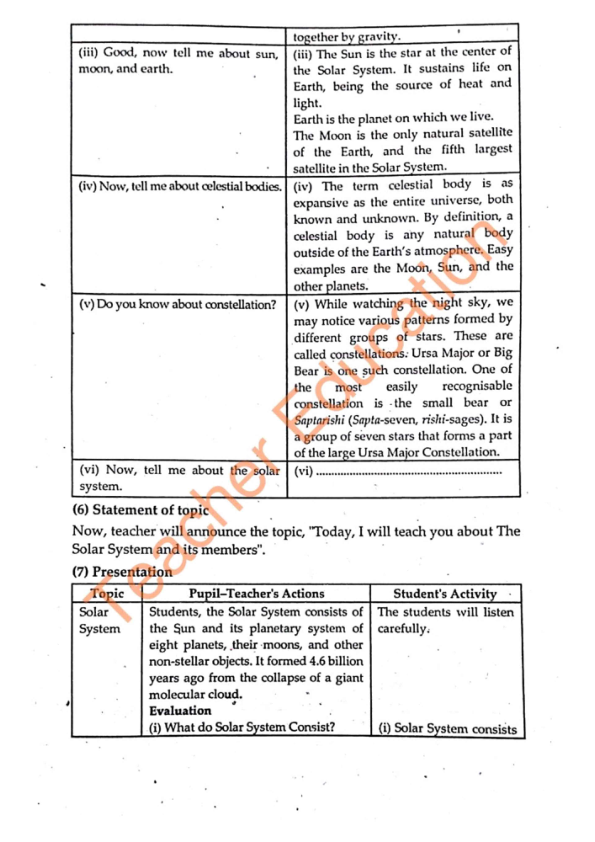 together by gravity.
(iii) Good, now tell me about sun,
moon, and earth.
(iii) The Sun is the star at the center of
the Solar System. It sustains life on
Earth, being the source of heat and
light.
Earth is the planet on which we live.
The Moon is the only natural satellite
of the Earth, and the fifth largest
satellite in the Solar System.
(iv) Now, tell me about celestial bodies.
(iv) The term celestial body is as
expansive as the entire universe, both
known and unknown. By definition, a
celestial body is any natural body
outside of the Earth's atmosphere. Easy
examples are the Moon, Sun, and the
other planets.
(v) Do you know about constellation?
(v) While watching the night sky, we
may notice various patterns formed by
different groups of stars. These are
called constellations. Ursa Major or Big
Bear is one such constellation. One of
the most easily recognisable
constellation is the small bear or
Saptarishi (Sapta-seven, rishi-sages). It is
a group of seven stars that forms a part
of the large Ursa Major Constellation.
(vi) Now, tell me about the solar
system.
(vi) ............................................................
(6) Statement of topic
Now, teacher will announce the topic, "Today, I will teach you about The
Solar System and its members".
(7) Presentation
Topic
Pupil–Teacher's Actions
Student's Activity
Solar
System
Students, the Solar System consists of
the Sun and its planetary system of
eight planets, their moons, and other
non-stellar objects. It formed 4.6 billion
years ago from the collapse of a giant
molecular cloud.
Evaluation
(i) What do Solar System Consist?
The students will listen
carefully.
(i) Solar System consists
Teacher Education